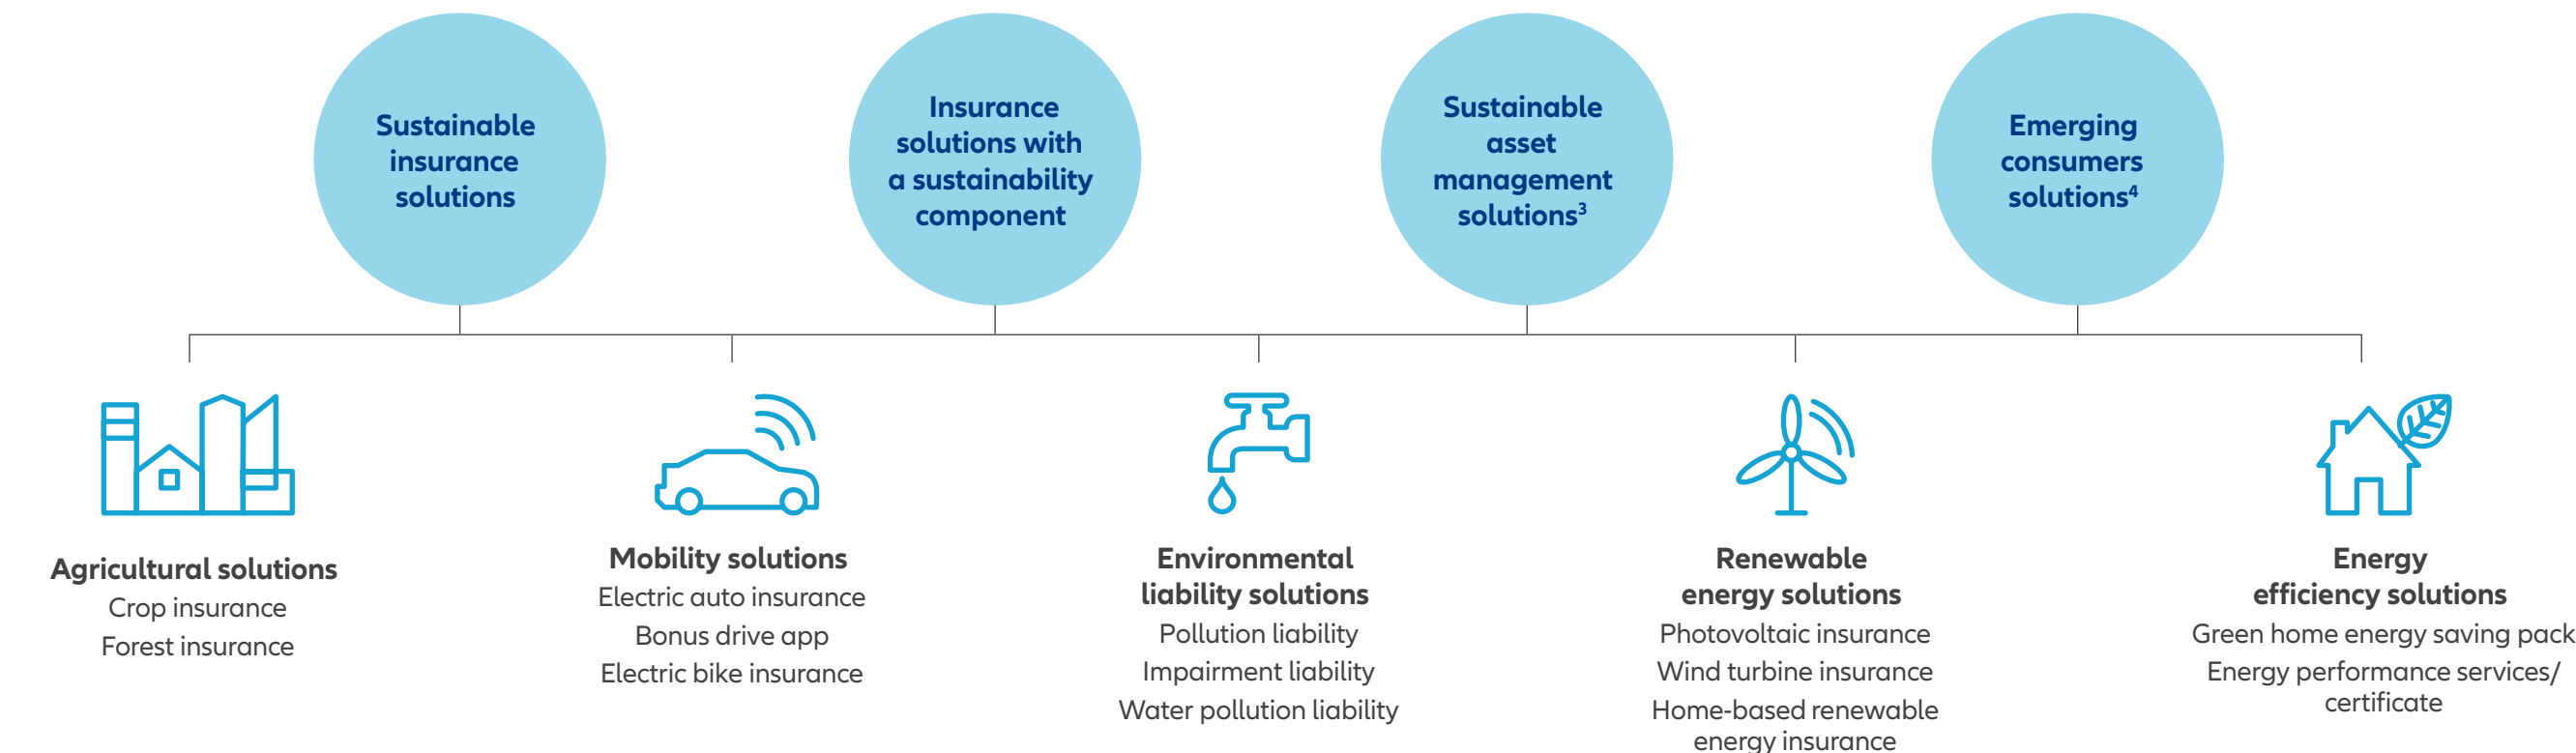 Sustainable
insurance
solutions
Insurance
solutions with
a sustainability
component
Sustainable
asset
management
solutions³
Emerging
consumers
solutions⁴
Agricultural solutions
Crop insurance
Forest insurance
Mobility solutions
Electric auto insurance
Bonus drive app
Electric bike insurance
Environmental
liability solutions
Pollution liability
Impairment liability
Water pollution liability
Renewable
energy solutions
Photovoltaic insurance
Wind turbine insurance
Home-based renewable
energy insurance
Energy
efficiency solutions
Green home energy saving pack
Energy performance services/
certificate